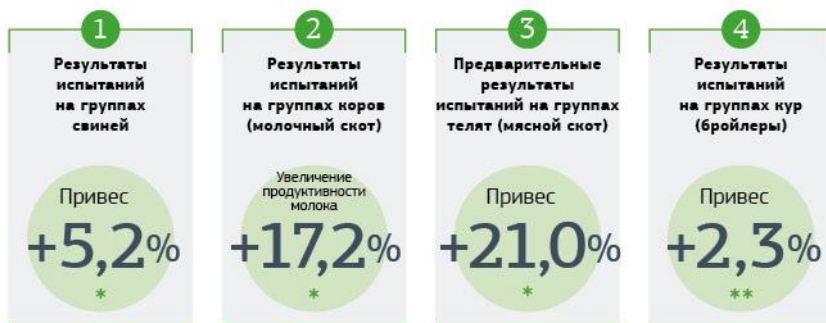 1
Результаты
испытаний
на группах
свиней
Привес
+5,2%
*
2
Результаты
испытаний
на группах коров
(молочный скот)
Увеличение
продуктивности
молока
+17,2%
*
3
Предварительные
результаты
испытаний на группах
телят (мясной скот)
Привес
+21,0%
*
4
Результаты
испытаний
на группах кур
(бройлеры)
Привес
+2,3%
**